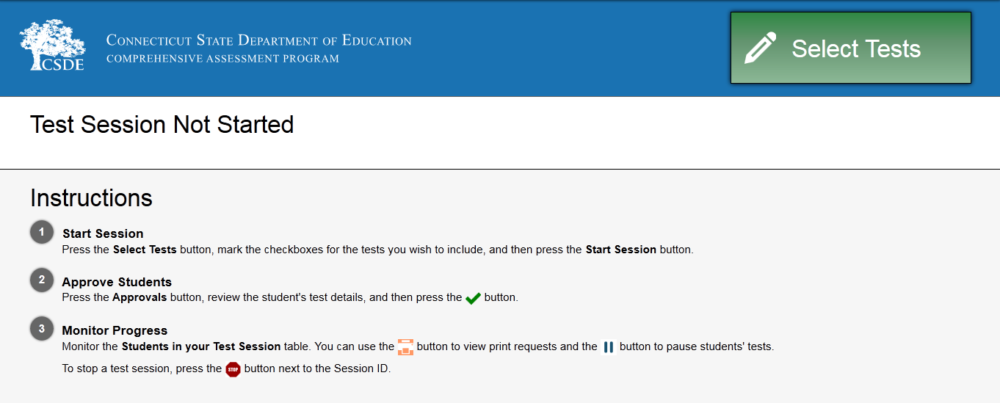 CSDE
CONNECTICUT STATE DEPARTMENT OF EDUCATION
COMPREHENSIVE ASSESSMENT PROGRAM
Select Tests
Test Session Not Started
Instructions
1 Start Session
Press the Select Tests button, mark the checkboxes for the tests you wish to include, and then press the Start Session button.
2 Approve Students
Press the Approvals button, review the student's test details, and then press the button.
3 Monitor Progress
Monitor the Students in your Test Session table. You can use the button to view print requests and the button to pause students' tests.
To stop a test session, press the STOP button next to the Session ID.